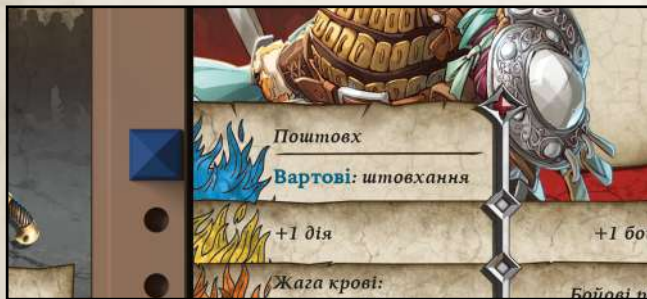 Поштовх
Вартові: штовхання
+1 дія
+1 бо
Жага крові:
Бойові р